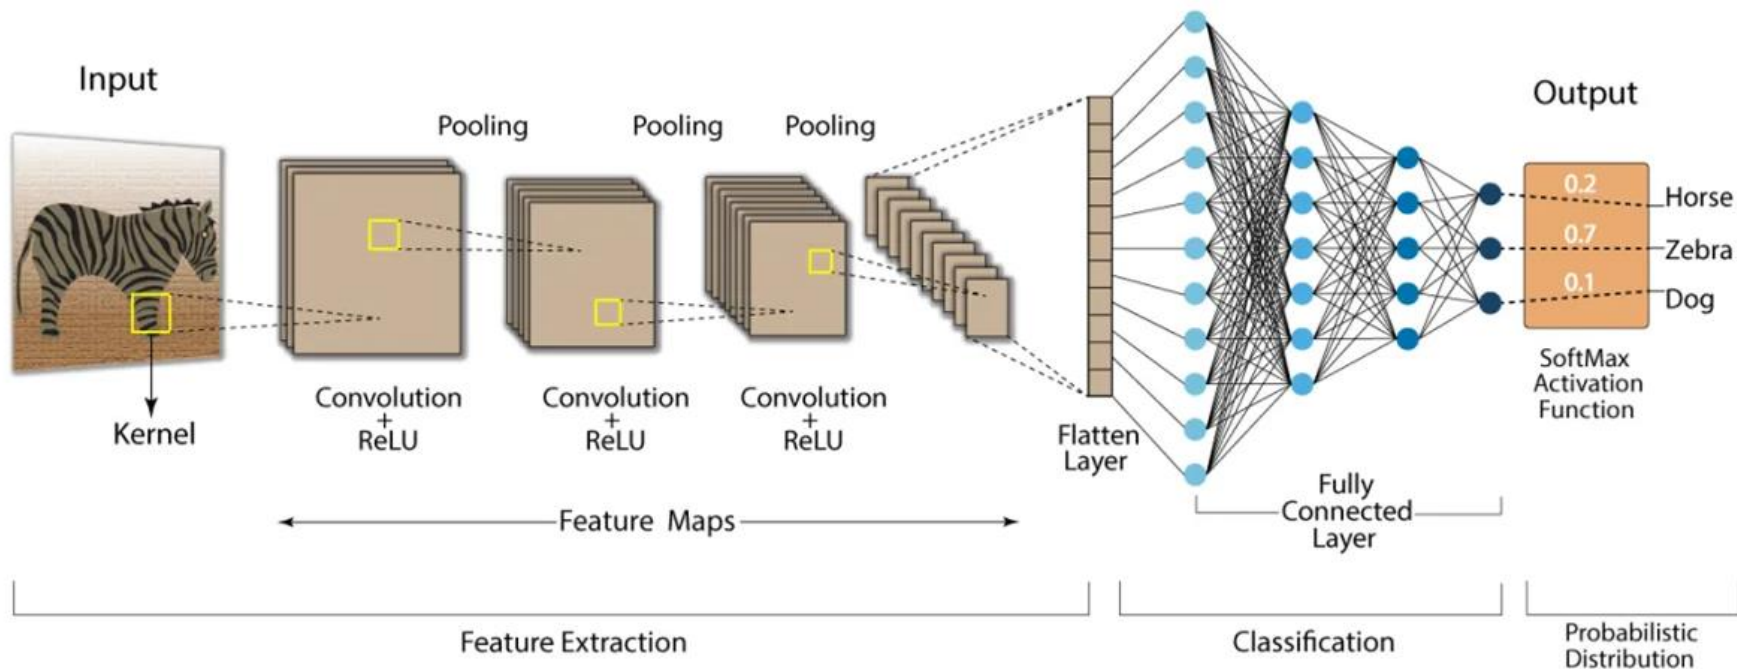 Input
Pooling
Pooling
Pooling
Output
0.2
Horse
0.7
Zebra
0.1
Dog
Kernel
Convolution
+
ReLU
Convolution
+
ReLU
Convolution
+
ReLU
Flatten
Layer
SoftMax
Activation
Function
Feature Maps
Fully
Connected
Layer
Feature Extraction
Classification
Probabilistic
Distribution